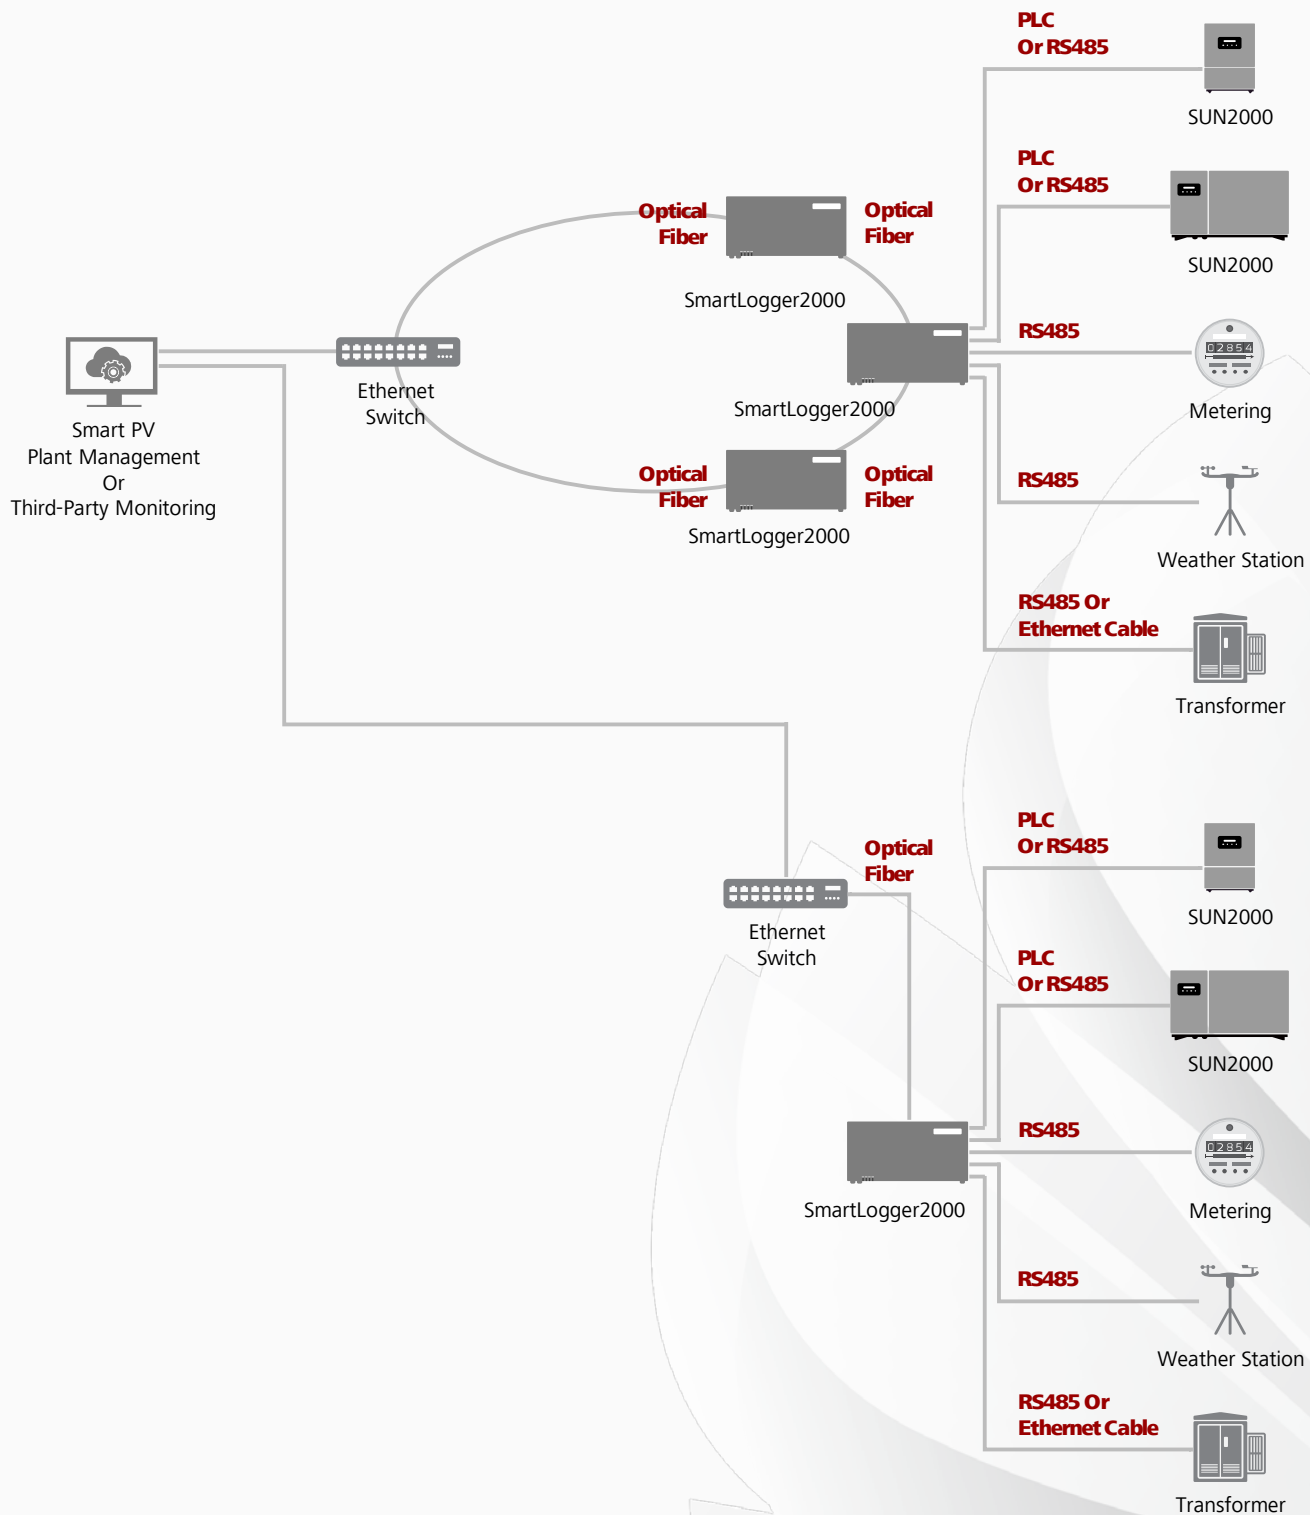 PLC
Or RS485
SUN2000
PLC
Or RS485
SUN2000
Optical
Fiber
Optical
Fiber
SmartLogger2000
RS485
02854
Metering
Ethernet
Switch
SmartLogger2000
Smart PV
Plant Management
Or
Third-Party Monitoring
Optical
Fiber
Optical
Fiber
SmartLogger2000
RS485
Weather Station
RS485 Or
Ethernet Cable
Transformer
PLC
Or RS485
SUN2000
Optical
Fiber
Ethernet
Switch
PLC
Or RS485
SUN2000
RS485
02854
Metering
SmartLogger2000
RS485
Weather Station
RS485 Or
Ethernet Cable
Transformer